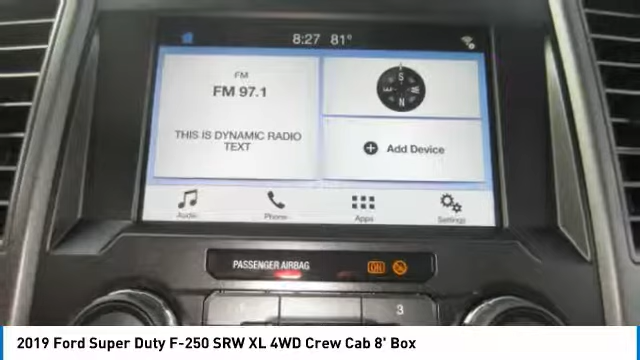 8:27 81°
FM
FM 97.1
THIS IS DYNAMIC RADIO
TEXT
S
E W
N
Add Device
Audio
Phone
Apps
Settings
PASSENGER AIRBAG
ON
3
2019 Ford Super Duty F-250 SRW XL 4WD Crew Cab 8' Box